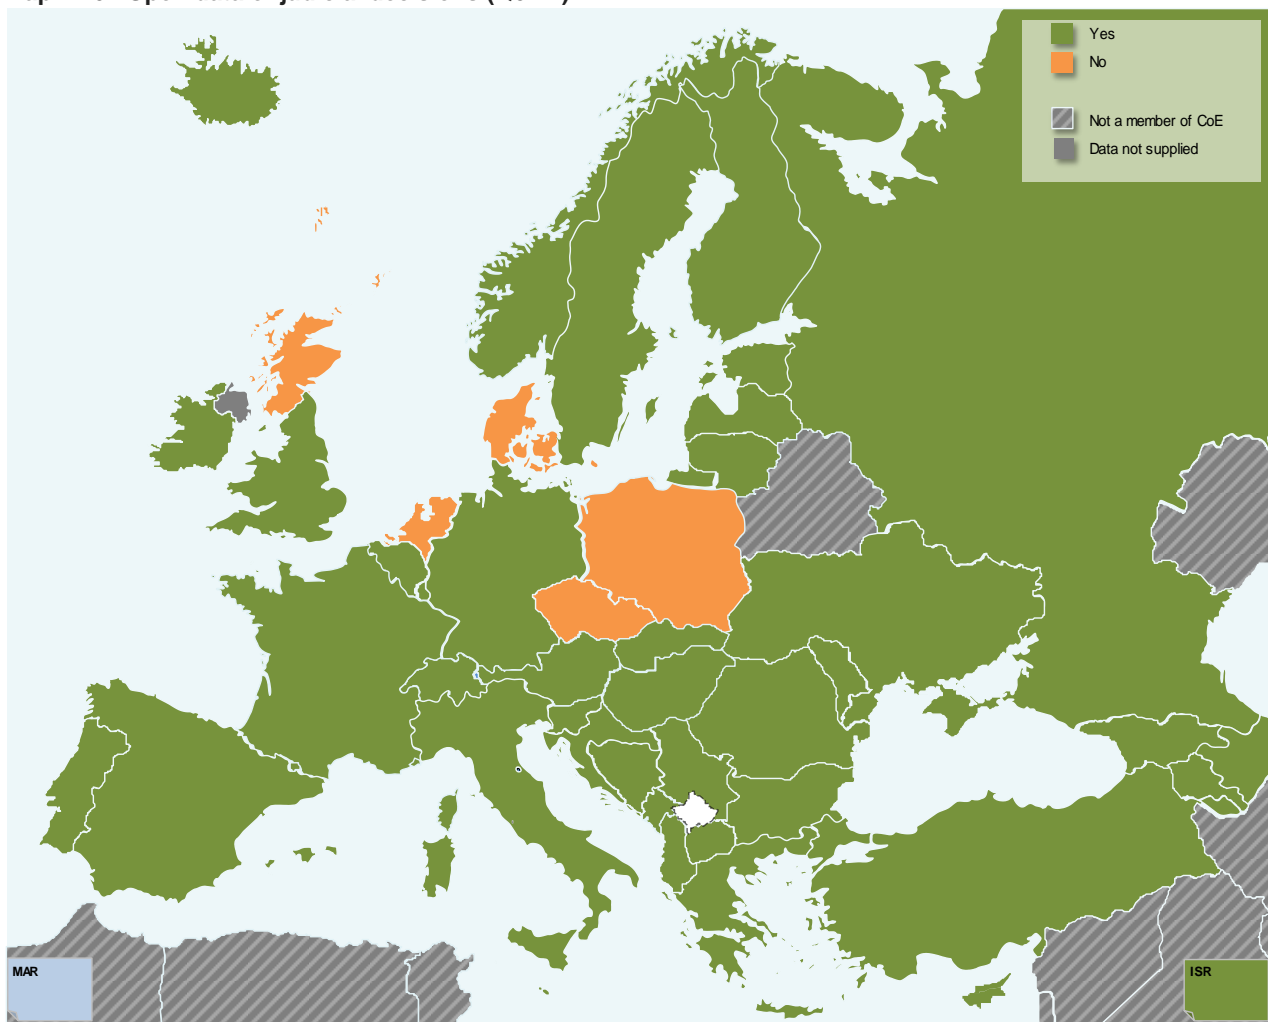 Yes
No
Not a member of CoE
Data not supplied
MAR
ISR